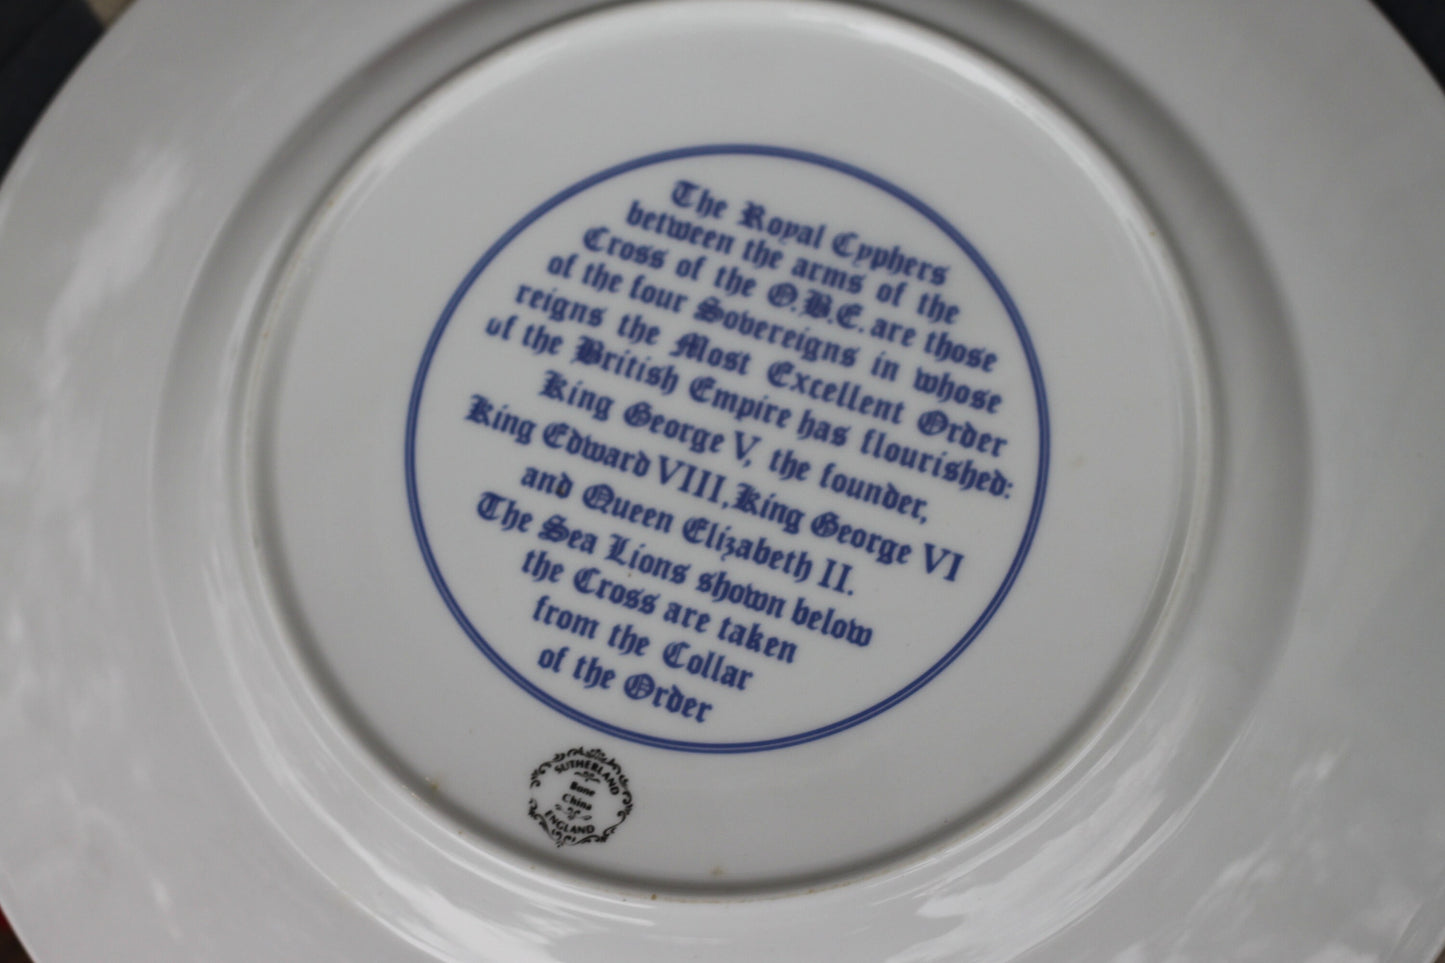 The Royal Cyphers
between the arms of the
Cross of the O.B.E. are those
of the four Sovereigns in whose
reigns the Most Excellent Order
of the British Empire has flourished:
King George V, the founder,
King Edward VIII, King George VI
and Queen Elizabeth II.
The Sea Lions shown below
the Cross are taken
from the Collar
of the Order
SUTHERLAND
Bone
China
ENGLAND